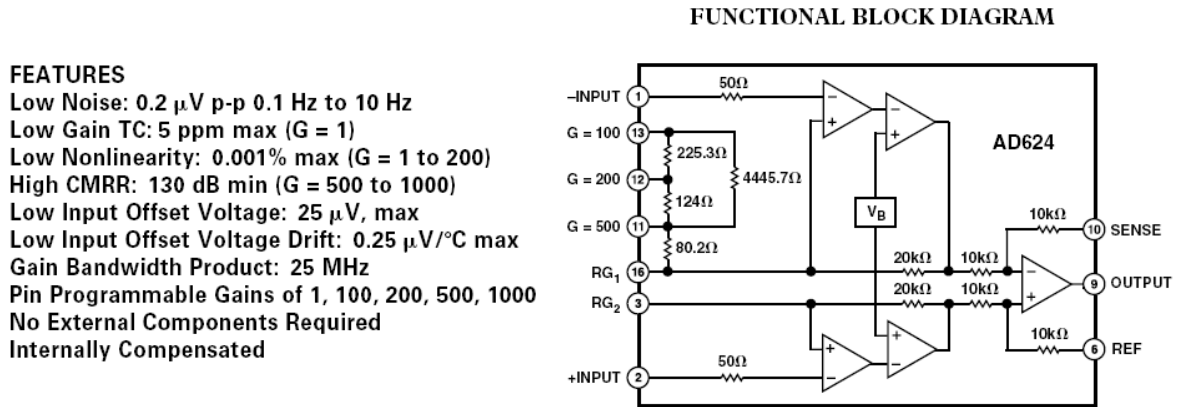 FUNCTIONAL BLOCK DIAGRAM
FEATURES
Low Noise: 0.2 μV p-p 0.1 Hz to 10 Hz
Low Gain TC: 5 ppm max (G = 1)
Low Nonlinearity: 0.001% max (G = 1 to 200)
High CMRR: 130 dB min (G = 500 to 1000)
Low Input Offset Voltage: 25 μV, max
Low Input Offset Voltage Drift: 0.25 μV/°C max
Gain Bandwidth Product: 25 MHz
Pin Programmable Gains of 1, 100, 200, 500, 1000
No External Components Required
Internally Compensated
50Ω
–INPUT 1
– +
– +
G = 100 13
AD624
225.3Ω
G = 200 12
4445.7Ω
124Ω
VB
10kΩ
G = 500 11
10 SENSE
80.2Ω
20kΩ 10kΩ
RG1 16
–
9 OUTPUT
20kΩ 10kΩ
RG2 3
+
10kΩ
+ –
+ –
6 REF
50Ω
+INPUT 2